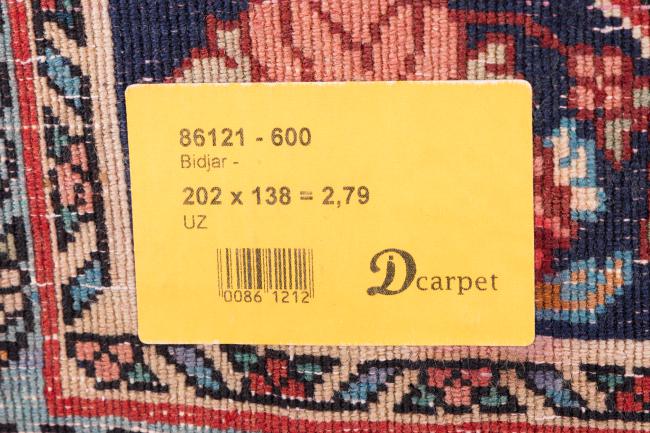 86121 - 600
Bidjar -
202 x 138 = 2,79
UZ
0086 1212
Dcarpet